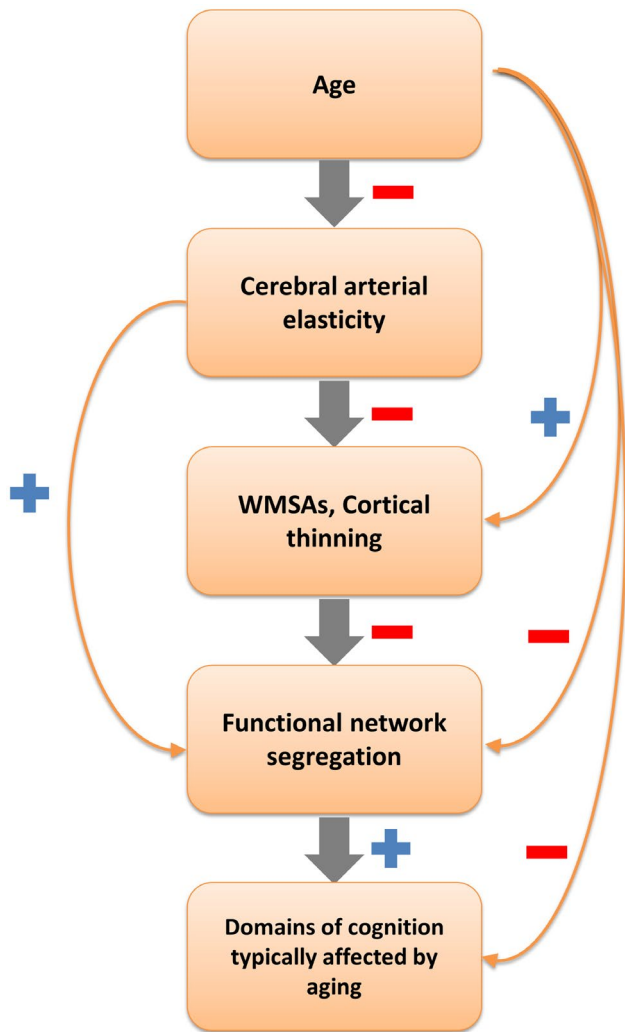 Age
Cerebral arterial
elasticity
WMSAs, Cortical
thinning
Functional network
segregation
Domains of cognition
typically affected by
aging